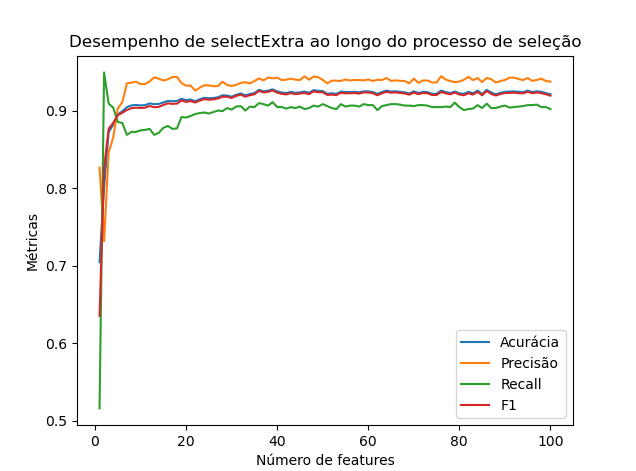 Desempenho de selectExtra ao longo do processo de seleção
Métricas
0.9
0.8
0.7
0.6
0.5
0
20
40
60
80
100
Número de features
Acurácia
Precisão
Recall
F1